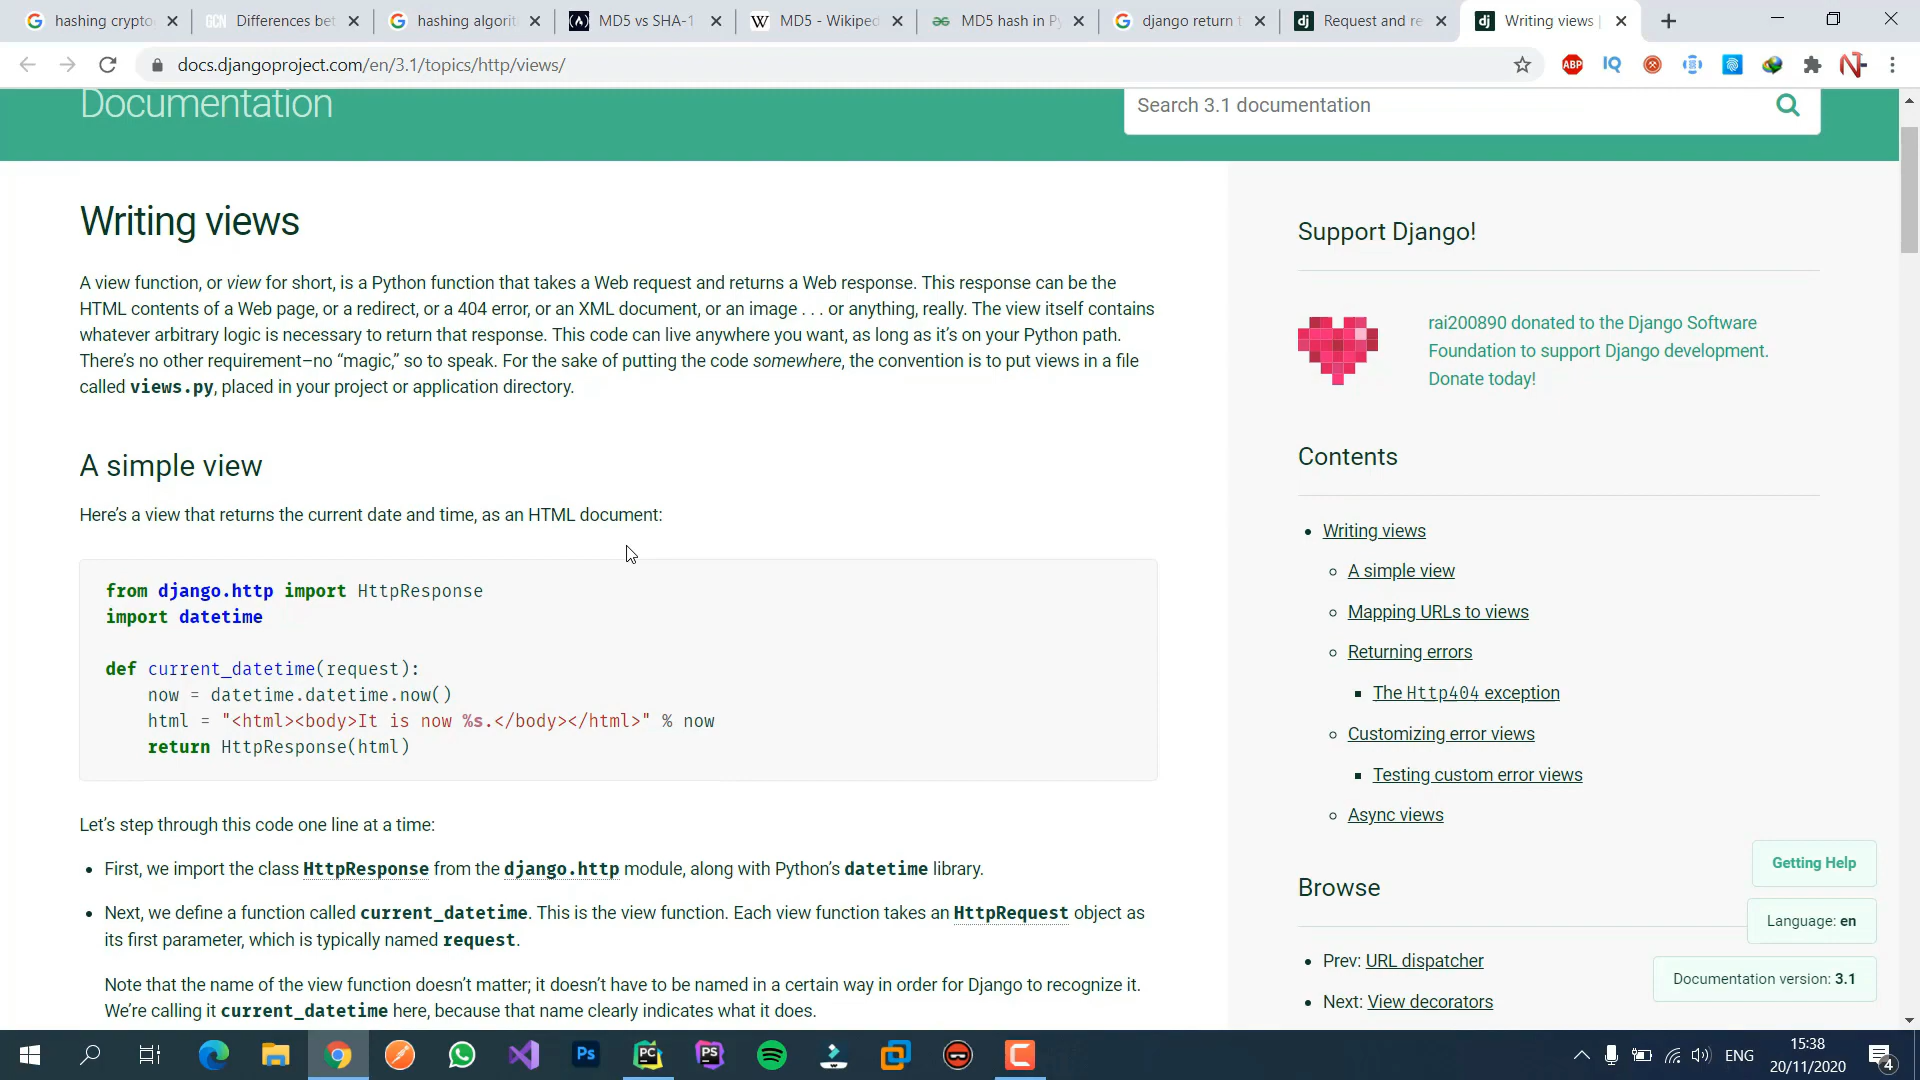 hashing crypto
Differences bet
hashing algorit
MD5 vs SHA-1
MD5 - Wikiped
MD5 hash in Py
django return t
Request and re
Writing views |
docs.djangoproject.com/en/3.1/topics/http/views/
Documentation
Search 3.1 documentation
Writing views
A view function, or view for short, is a Python function that takes a Web request and returns a Web response. This response can be the
HTML contents of a Web page, or a redirect, or a 404 error, or an XML document, or an image . . . or anything, really. The view itself contains
whatever arbitrary logic is necessary to return that response. This code can live anywhere you want, as long as it’s on your Python path.
There’s no other requirement–no “magic,” so to speak. For the sake of putting the code somewhere, the convention is to put views in a file
called views.py, placed in your project or application directory.
A simple view
Here’s a view that returns the current date and time, as an HTML document:
from django.http import HttpResponse
import datetime
def current_datetime(request):
    now = datetime.datetime.now()
    html = "<html><body>It is now %s.</body></html>" % now
    return HttpResponse(html)
Let’s step through this code one line at a time:
• First, we import the class HttpResponse from the django.http module, along with Python’s datetime library.
• Next, we define a function called current_datetime. This is the view function. Each view function takes an HttpRequest object as
its first parameter, which is typically named request.
Note that the name of the view function doesn’t matter; it doesn’t have to be named in a certain way in order for Django to recognize it.
We’re calling it current_datetime here, because that name clearly indicates what it does.
Support Django!
rai200890 donated to the Django Software
Foundation to support Django development.
Donate today!
Contents
• Writing views
A simple view
Mapping URLs to views
Returning errors
The Http404 exception
Customizing error views
Testing custom error views
Async views
Browse
• Prev: URL dispatcher
• Next: View decorators
Getting Help
Language: en
Documentation version: 3.1
ABP
IQ
dj
dj
GCN
Ps
PC
PS
ENG
15:38
20/11/2020
4